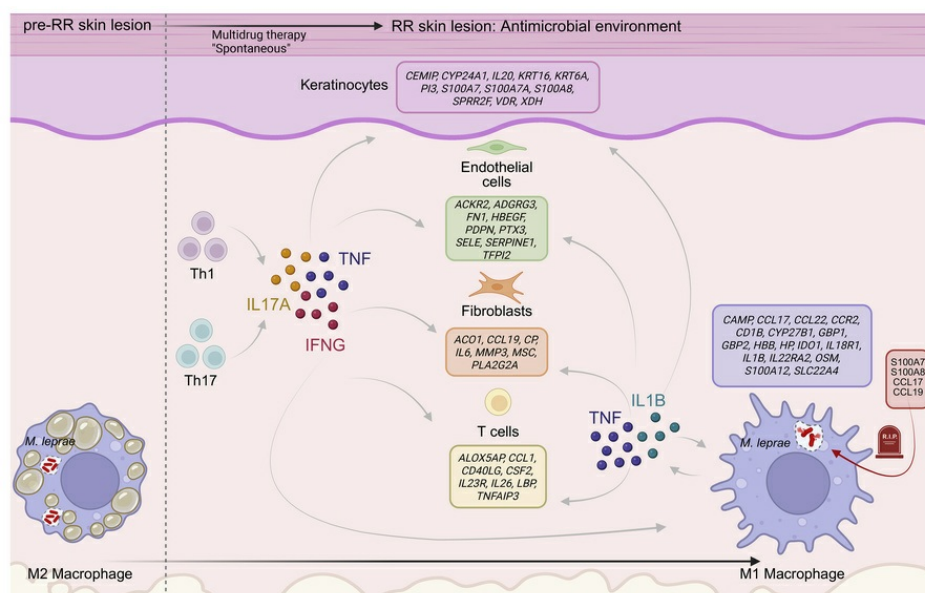 pre-RR skin lesion
RR skin lesion: Antimicrobial environment
Multidrug therapy
"Spontaneous"
Keratinocytes
CEMIP, CYP24A1, IL20, KRT16, KRT6A,
PI3, S100A7, S100A7A, S100A8,
SPRR2F, VDR, XDH
Endothelial
cells
ACKR2, ADGRG3,
FN1, HBEGF,
PDPN, PTX3,
SELE, SERPINE1,
TFPI2
Th1
TNF
IL17A
IFNG
Th17
Fibroblasts
ACO1, CCL19, CP,
IL6, MMP3, MSC,
PLA2G2A
T cells
ALOX5AP, CCL1,
CD40LG, CSF2,
IL23R, IL26, LBP,
TNFAIP3
IL1B
TNF
CAMP, CCL17, CCL22, CCR2,
CD1B, CYP27B1, GBP1,
GBP2, HBB, HP, IDO1, IL18R1,
IL1B, IL22RA2, OSM,
S100A12, SLC22A4
S100A7
S100A8
CCL17
CCL19
R.I.P.
M. leprae
M. leprae
M2 Macrophage
M1 Macrophage